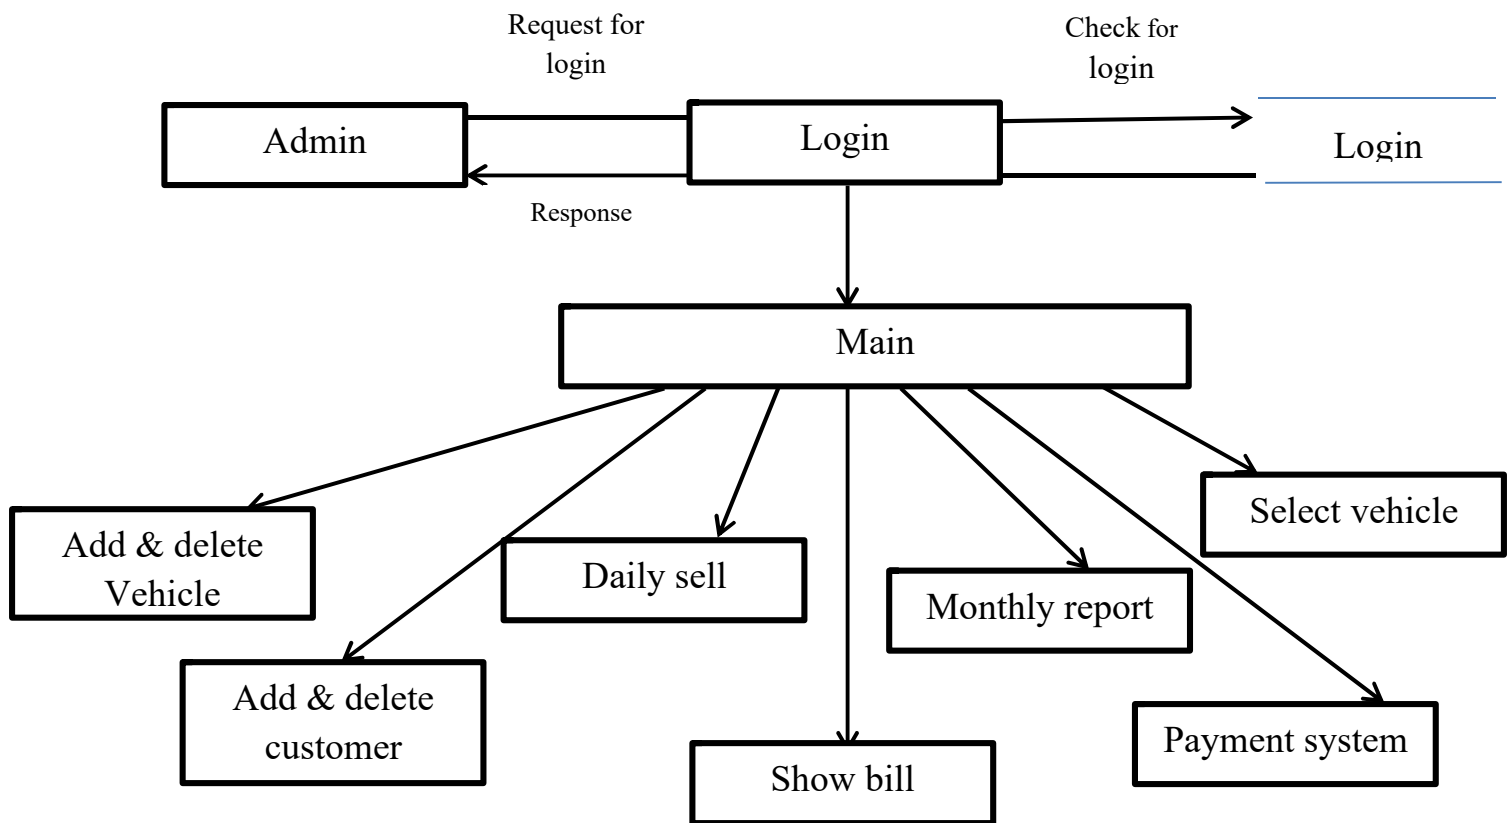 Request for
login
Check for
login
Admin
Login
Login
Response
Main
Select vehicle
Add & delete
Vehicle
Daily sell
Monthly report
Add & delete
customer
Payment system
Show bill